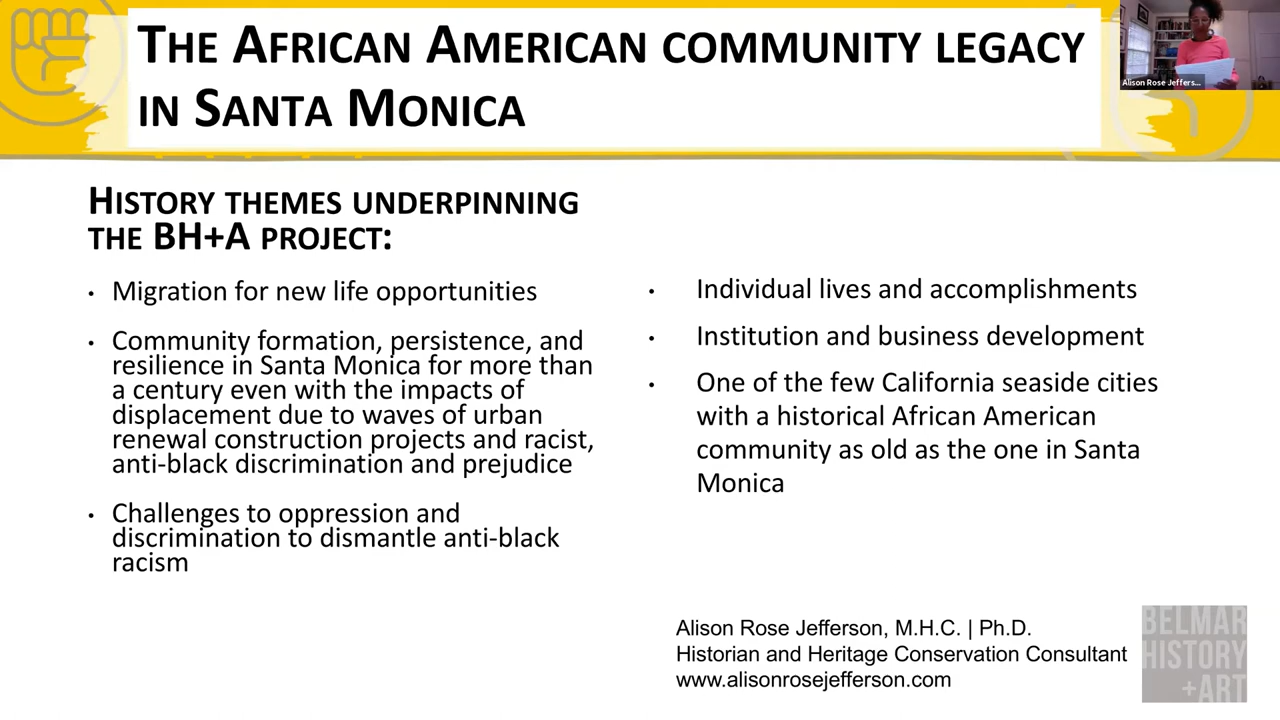 THE AFRICAN AMERICAN COMMUNITY LEGACY
IN SANTA MONICA
Alison Rose Jeffers...
HISTORY THEMES UNDERPINNING
THE BH+A PROJECT:
• Migration for new life opportunities
• Community formation, persistence, and
resilience in Santa Monica for more than
a century even with the impacts of
displacement due to waves of urban
renewal construction projects and racist,
anti-black discrimination and prejudice
• Challenges to oppression and
discrimination to dismantle anti-black
racism
• Individual lives and accomplishments
• Institution and business development
• One of the few California seaside cities
with a historical African American
community as old as the one in Santa
Monica
Alison Rose Jefferson, M.H.C. | Ph.D.
Historian and Heritage Conservation Consultant
www.alisonrosejefferson.com
BELMAR
HISTORY
+ART